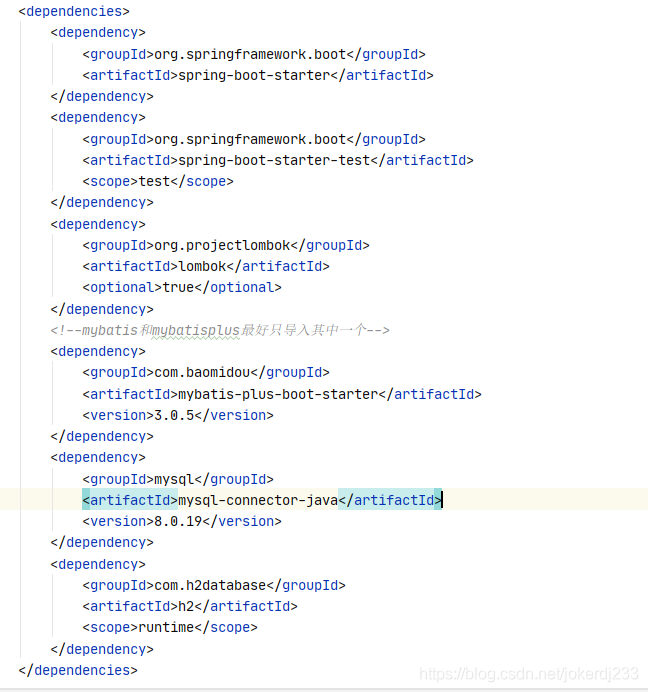 <dependencies>
<dependency>
<groupId>org.springframework.boot</groupId>
<artifactId>spring-boot-starter</artifactId>
</dependency>
<dependency>
<groupId>org.springframework.boot</groupId>
<artifactId>spring-boot-starter-test</artifactId>
<scope>test</scope>
</dependency>
<dependency>
<groupId>org.projectlombok</groupId>
<artifactId>lombok</artifactId>
<optional>true</optional>
</dependency>
<!--mybatis和mybatisplus最好只导入其中一个-->
<dependency>
<groupId>com.baomidou</groupId>
<artifactId>mybatis-plus-boot-starter</artifactId>
<version>3.0.5</version>
</dependency>
<dependency>
<groupId>mysql</groupId>
<artifactId>mysql-connector-java</artifactId>
<version>8.0.19</version>
</dependency>
<dependency>
<groupId>com.h2database</groupId>
<artifactId>h2</artifactId>
<scope>runtime</scope>
</dependency>
</dependencies>
https://blog.csdn.net/jokerdj233